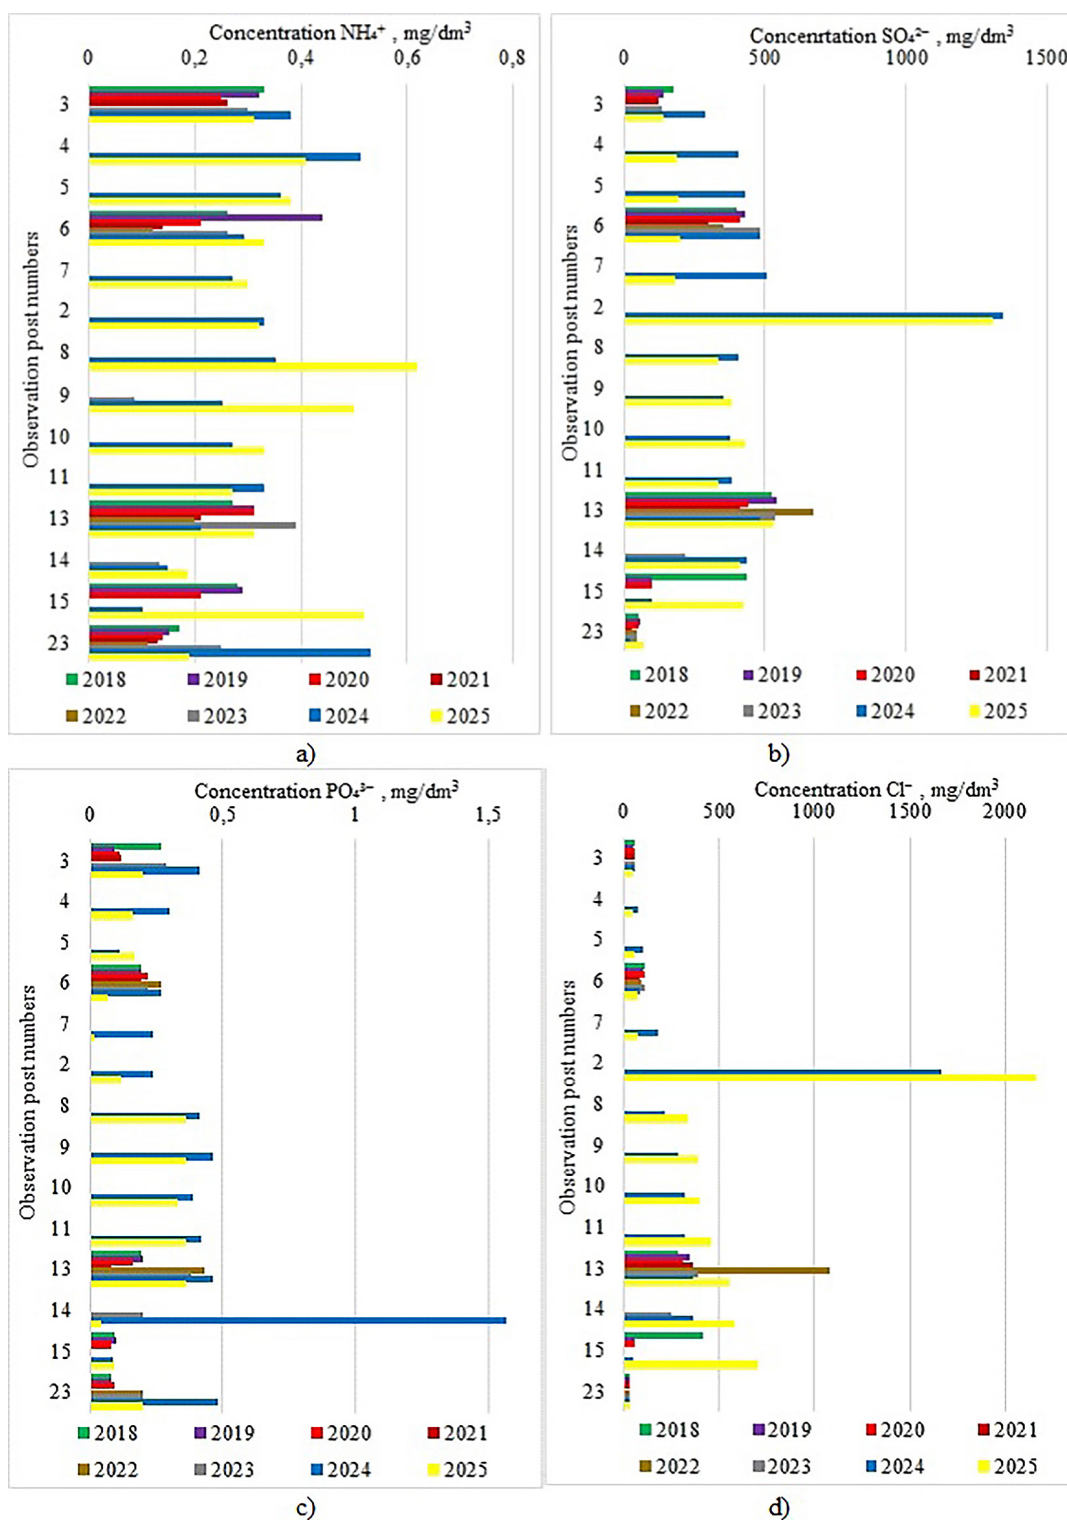 Concentration NH₄⁺ , mg/dm³
0 0,2 0,4 0,6 0,8
Observation post numbers
3
4
5
6
7
2
8
9
10
11
13
14
15
23
2018 2019 2020 2021
2022 2023 2024 2025
a)
Concenrtation SO₄²⁻ , mg/dm³
0 500 1000 1500
Observation post numbers
3
4
5
6
7
2
8
9
10
11
13
14
15
23
2018 2019 2020 2021
2022 2023 2024 2025
b)
Concentration PO₄³⁻ , mg/dm³
0 0,5 1 1,5
Observation post numbers
3
4
5
6
7
2
8
9
10
11
13
14
15
23
2018 2019 2020 2021
2022 2023 2024 2025
c)
Concentration Cl⁻ , mg/dm³
0 500 1000 1500 2000
Observation post numbers
3
4
5
6
7
2
8
9
10
11
13
14
15
23
2018 2019 2020 2021
2022 2023 2024 2025
d)